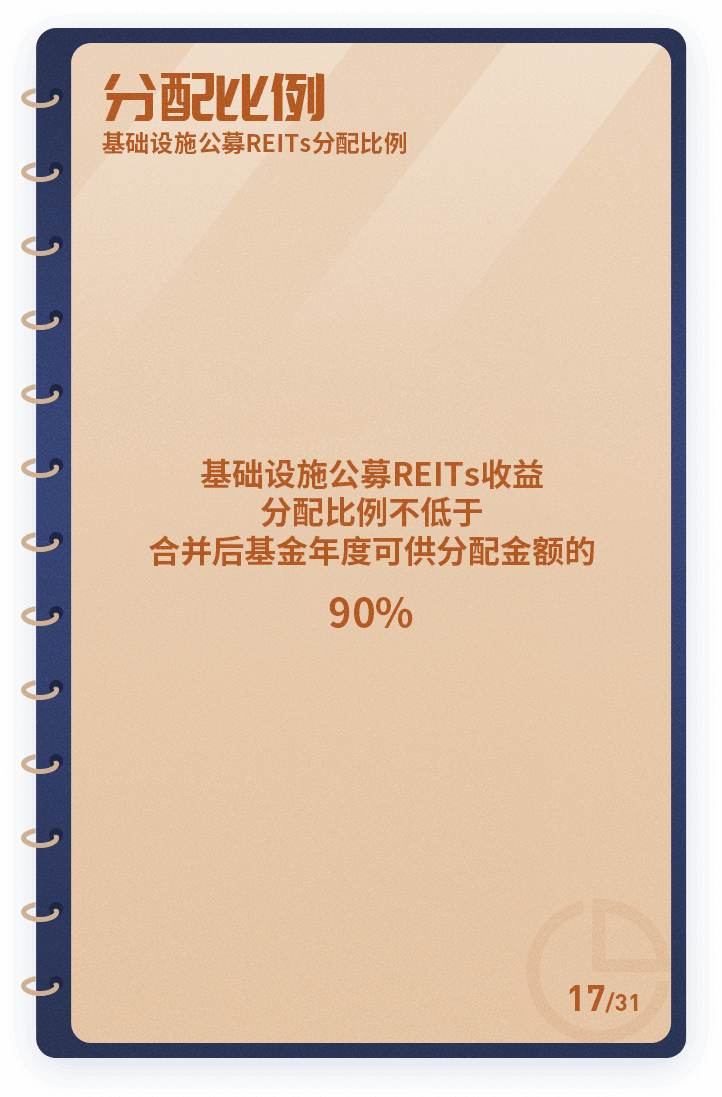 分配比例
基础设施公募REITs分配比例
基础设施公募REITs收益
分配比例不低于
合并后基金年度可供分配金额的
90%
17/31